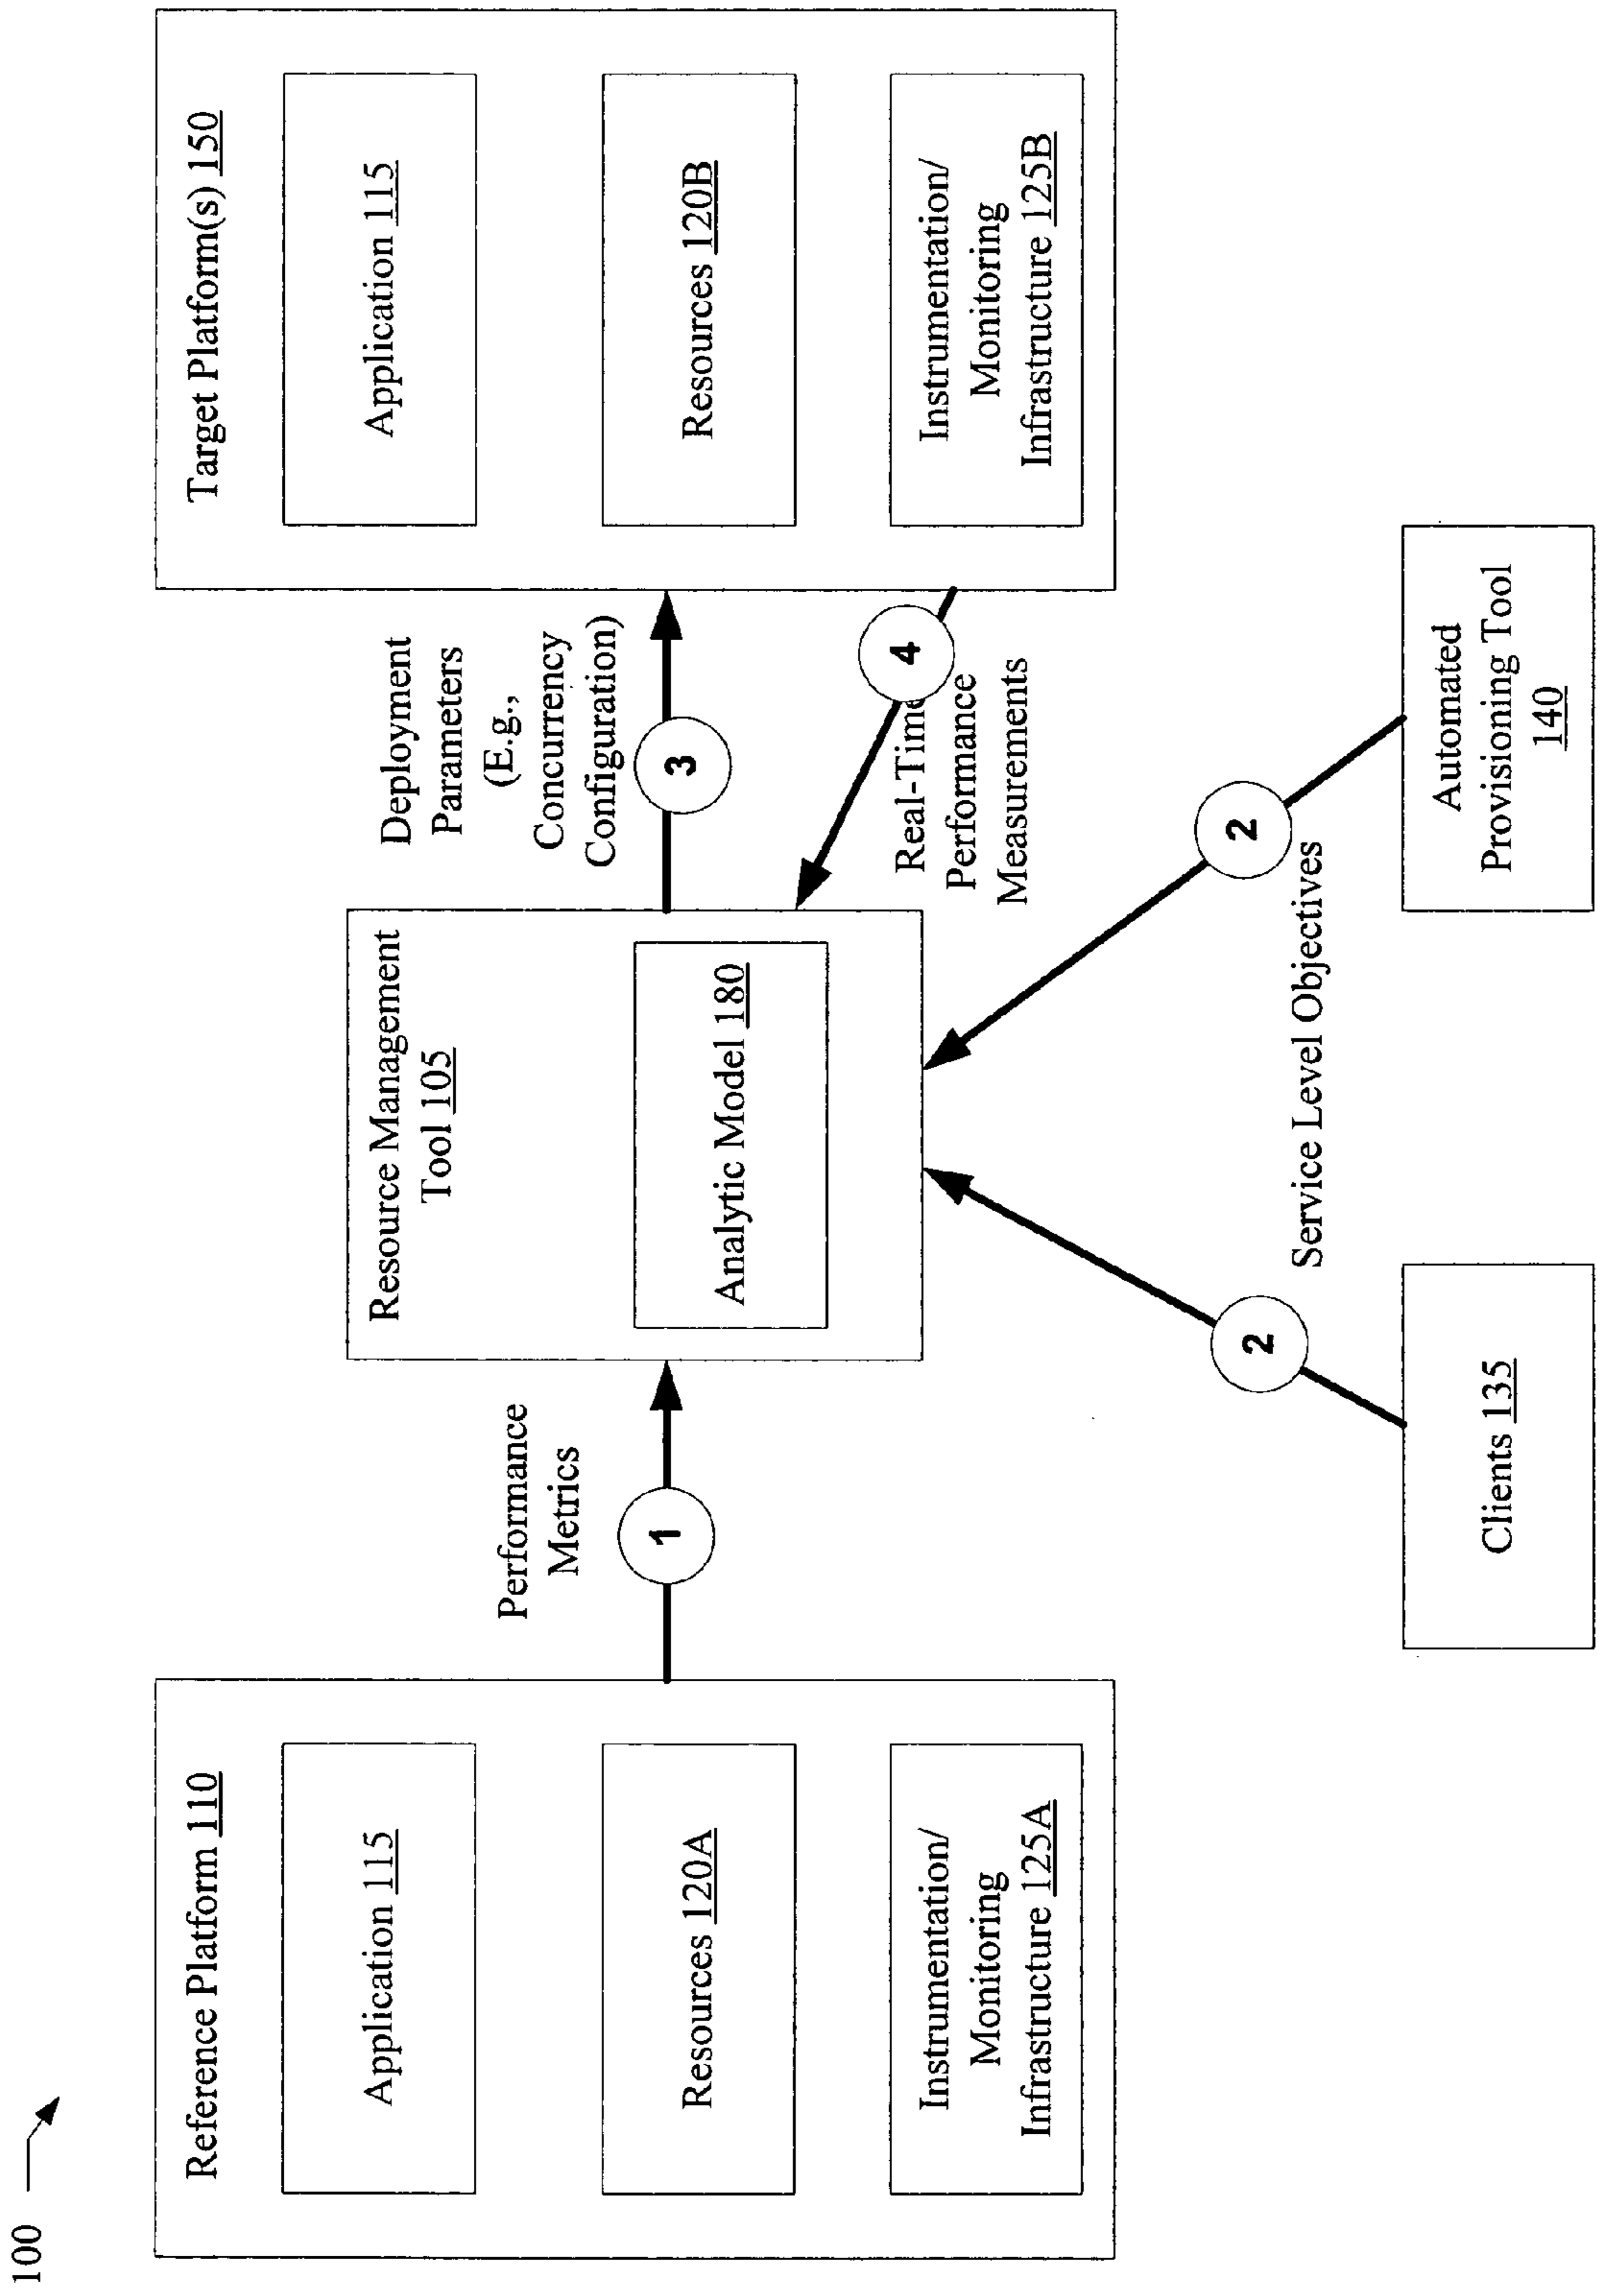 100
Reference Platform 110
Application 115
Resources 120A
Instrumentation/
Monitoring
Infrastructure 125A
Performance
Metrics
1
Resource Management
Tool 105
Analytic Model 180
Deployment
Parameters
(E.g.,
Concurrency
Configuration)
3
4
Real-Time
Performance
Measurements
Target Platform(s) 150
Application 115
Resources 120B
Instrumentation/
Monitoring
Infrastructure 125B
2
2
Service Level Objectives
Clients 135
Automated
Provisioning Tool
140